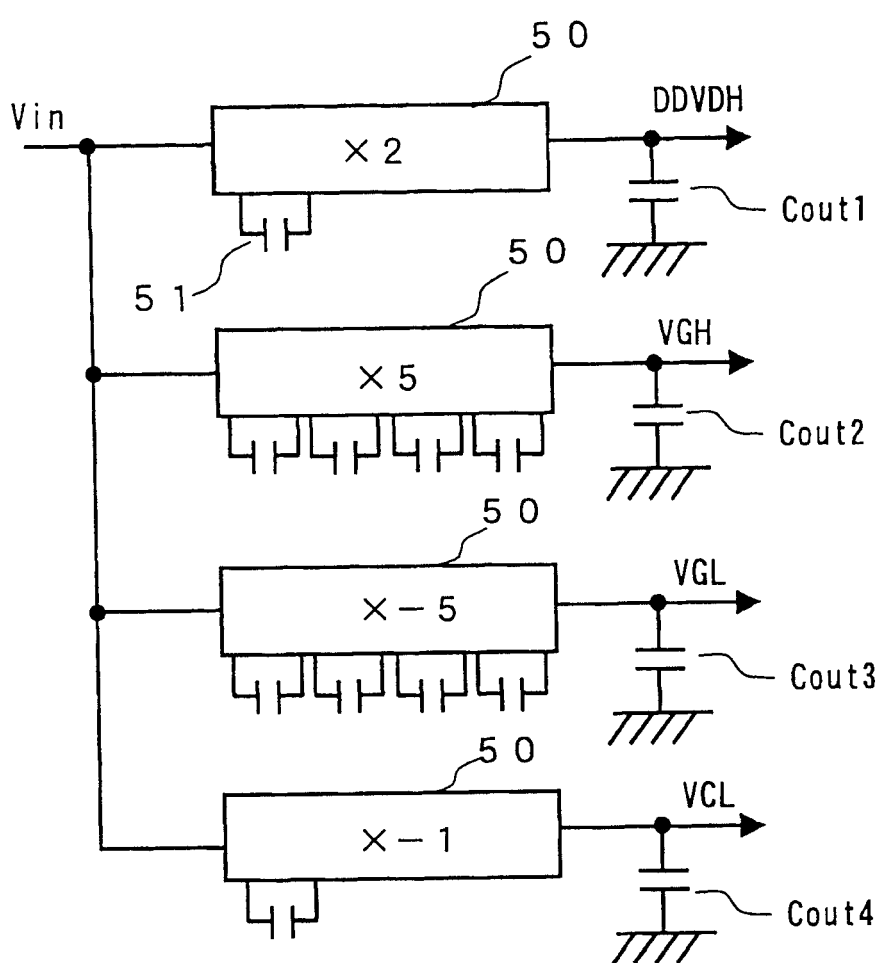 50
Vin
DDVDH
×2
Cout1
51
50
VGH
×5
Cout2
50
VGL
×-5
Cout3
50
VCL
×-1
Cout4